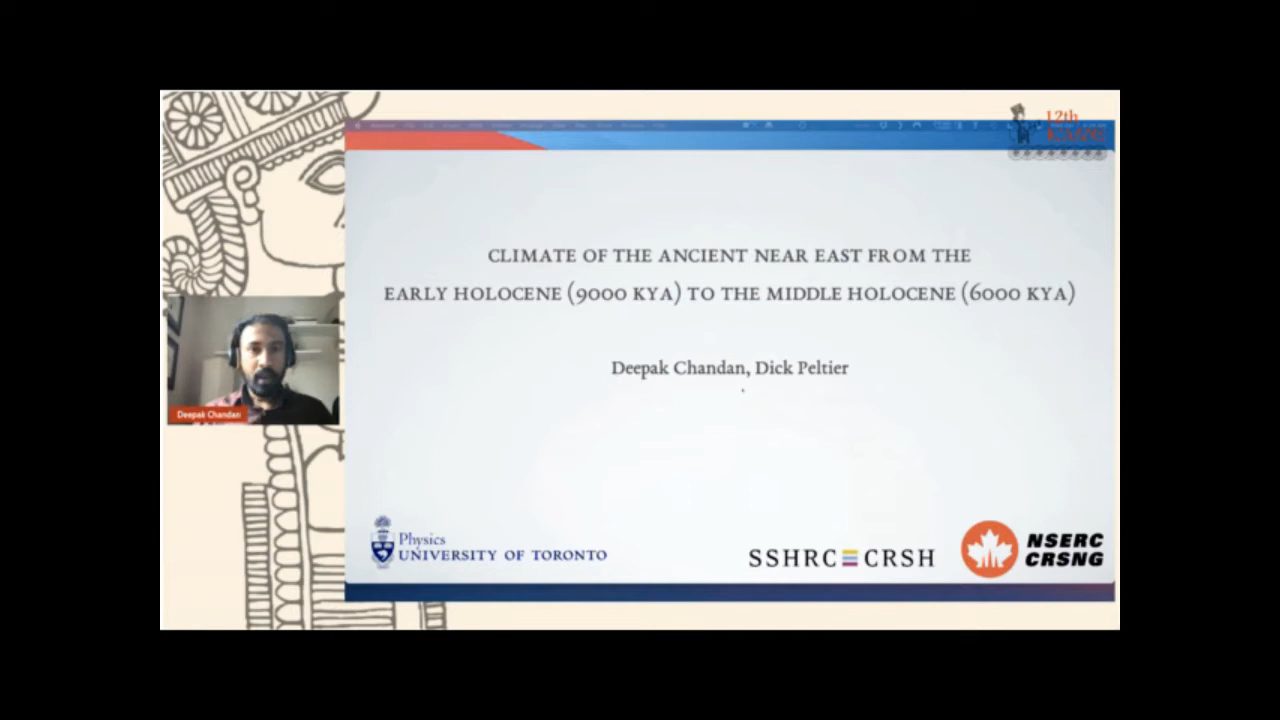 12th
ICAANE
CLIMATE OF THE ANCIENT NEAR EAST FROM THE
EARLY HOLOCENE (9000 KYA) TO THE MIDDLE HOLOCENE (6000 KYA)
Deepak Chandan, Dick Peltier
Deepak Chandan
Physics
UNIVERSITY OF TORONTO
SSHRC CRSH
NSERC
CRSNG